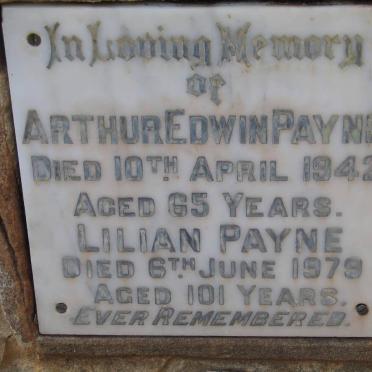 In Loving Memory
of
ARTHUR EDWIN PAYNE
DIED 10TH APRIL 1942
AGED 65 YEARS.
LILIAN PAYNE
DIED 6TH JUNE 1979
AGED 101 YEARS.
EVER REMEMBERED.